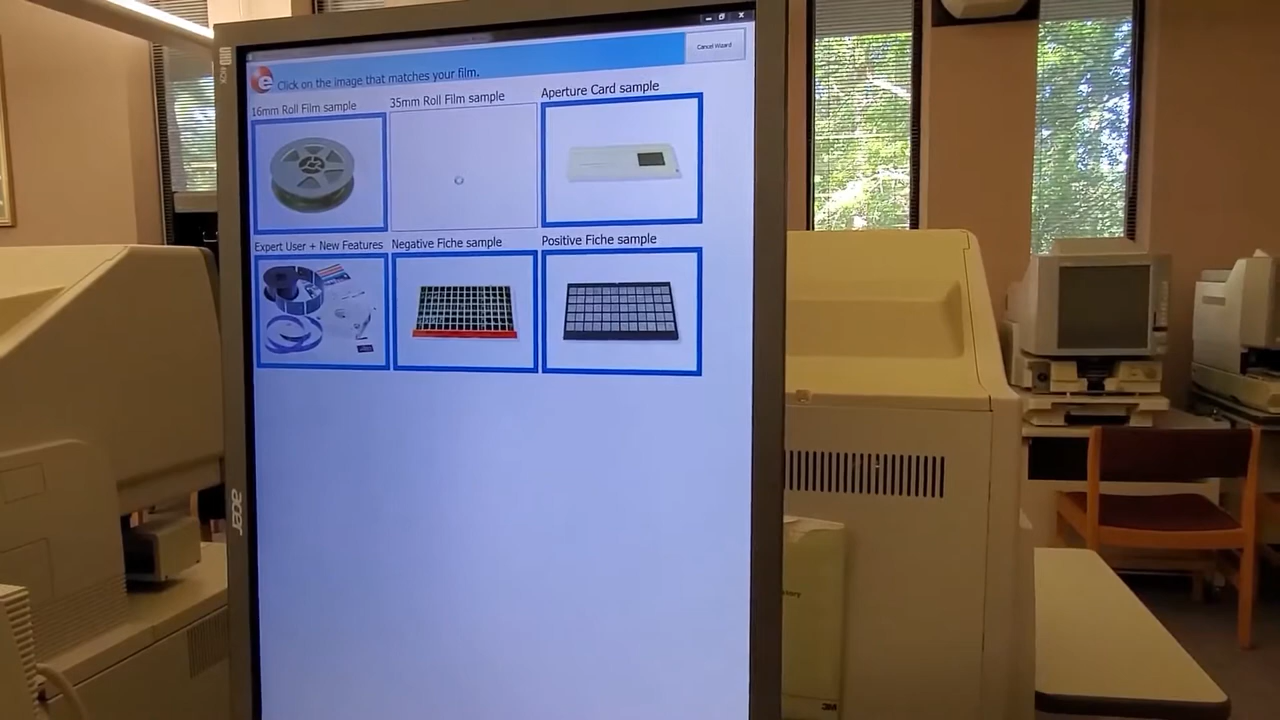 Cancel Wizard
e Click on the image that matches your film.
16mm Roll Film sample
35mm Roll Film sample
Aperture Card sample
Expert User + New Features
Negative Fiche sample
Positive Fiche sample
acer
3M